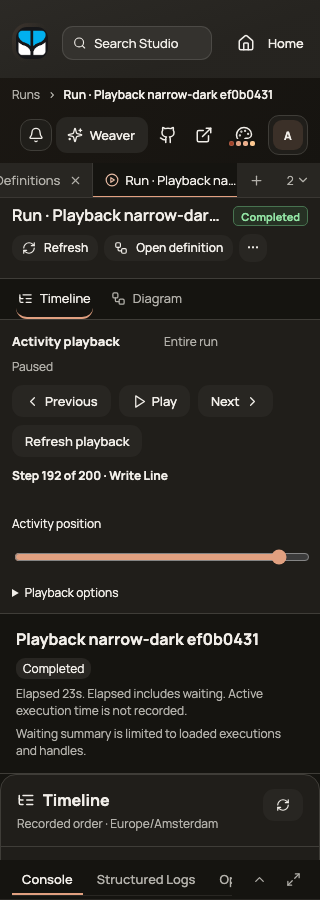 Search Studio
Home
Runs › Run · Playback narrow-dark ef0b0431
Weaver
A
Definitions ×
Run · Playback na...
+
2
Run · Playback narrow-dar...
Completed
Refresh
Open definition
...
Timeline
Diagram
Activity playback
Entire run
Paused
Previous
Play
Next
Refresh playback
Step 192 of 200 · Write Line
Activity position
Playback options
Playback narrow-dark ef0b0431
Completed
Elapsed 23s. Elapsed includes waiting. Active
execution time is not recorded.
Waiting summary is limited to loaded executions
and handles.
Timeline
Recorded order · Europe/Amsterdam
Console
Structured Logs